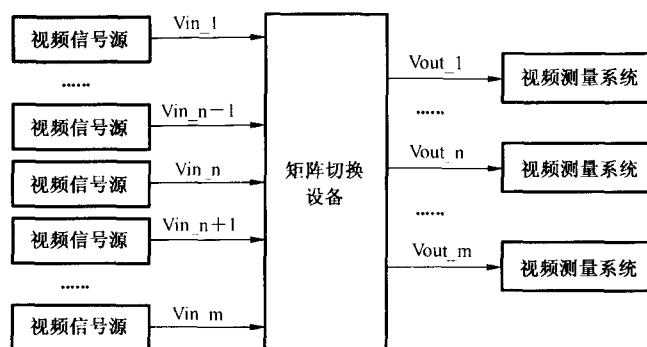 视频信号源
Vin_1
……
视频信号源
Vin_n－1
视频信号源
Vin_n
视频信号源
Vin_n+1
……
视频信号源
Vin_m
矩阵切换
设备
Vout_1
视频测量系统
……
Vout_n
视频测量系统
……
Vout_m
视频测量系统